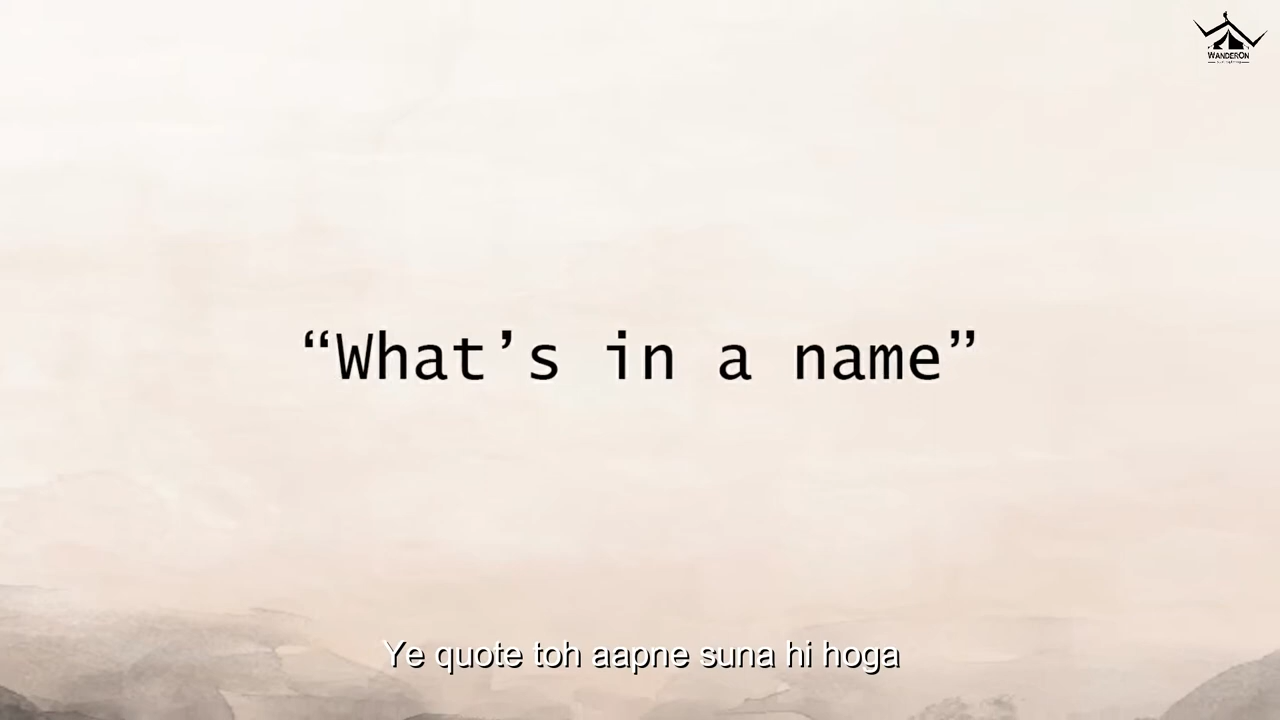 WANDERON
“What’s in a name”
Ye quote toh aapne suna hi hoga